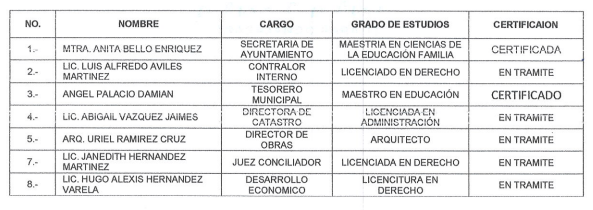 NO. NOMBRE CARGO GRADO DE ESTUDIOS CERTIFICAION
1.- MTRA. ANITA BELLO ENRIQUEZ SECRETARIA DE AYUNTAMIENTO MAESTRIA EN CIENCIAS DE LA EDUCACIÓN FAMILIA CERTIFICADA
2.- LIC. LUIS ALFREDO AVILES MARTINEZ CONTRALOR INTERNO LICENCIADO EN DERECHO EN TRAMITE
3.- ANGEL PALACIO DAMIAN TESORERO MUNICIPAL MAESTRO EN EDUCACIÓN CERTIFICADO
4.- LIC. ABIGAIL VAZQUEZ JAIMES DIRECTORA DE CATASTRO LICENCIADA EN ADMINISTRACIÓN EN TRAMITE
5.- ARQ. URIEL RAMIREZ CRUZ DIRECTOR DE OBRAS ARQUITECTO EN TRAMITE
7.- LIC. JANEDITH HERNANDEZ MARTINEZ JUEZ CONCILIADOR LICENCIADA EN DERECHO EN TRAMITE
8.- LIC. HUGO ALEXIS HERNANDEZ VARELA DESARROLLO ECONOMICO LICENCITURA EN DERECHO EN TRAMITE